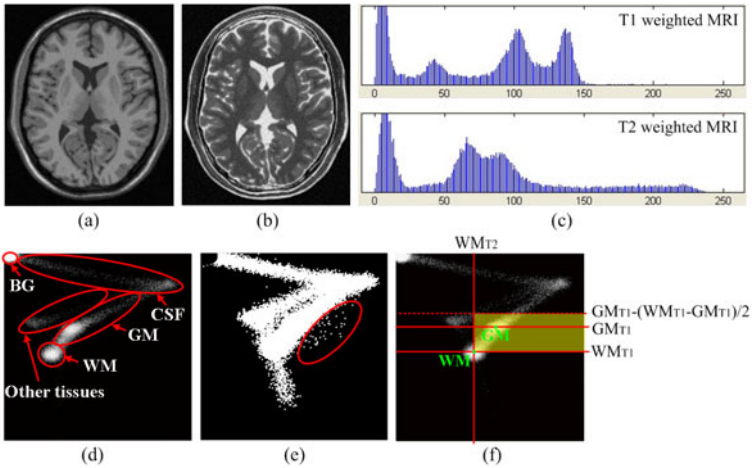 T1 weighted MRI
0 50 100 150 200 250
T2 weighted MRI
0 50 100 150 200 250
(a) (b) (c)
WMT2
BG
CSF
GM
WM
Other tissues
GMT1-(WMT1-GMT1)/2
GMT1
WMT1
GM
WM
(d) (e) (f)